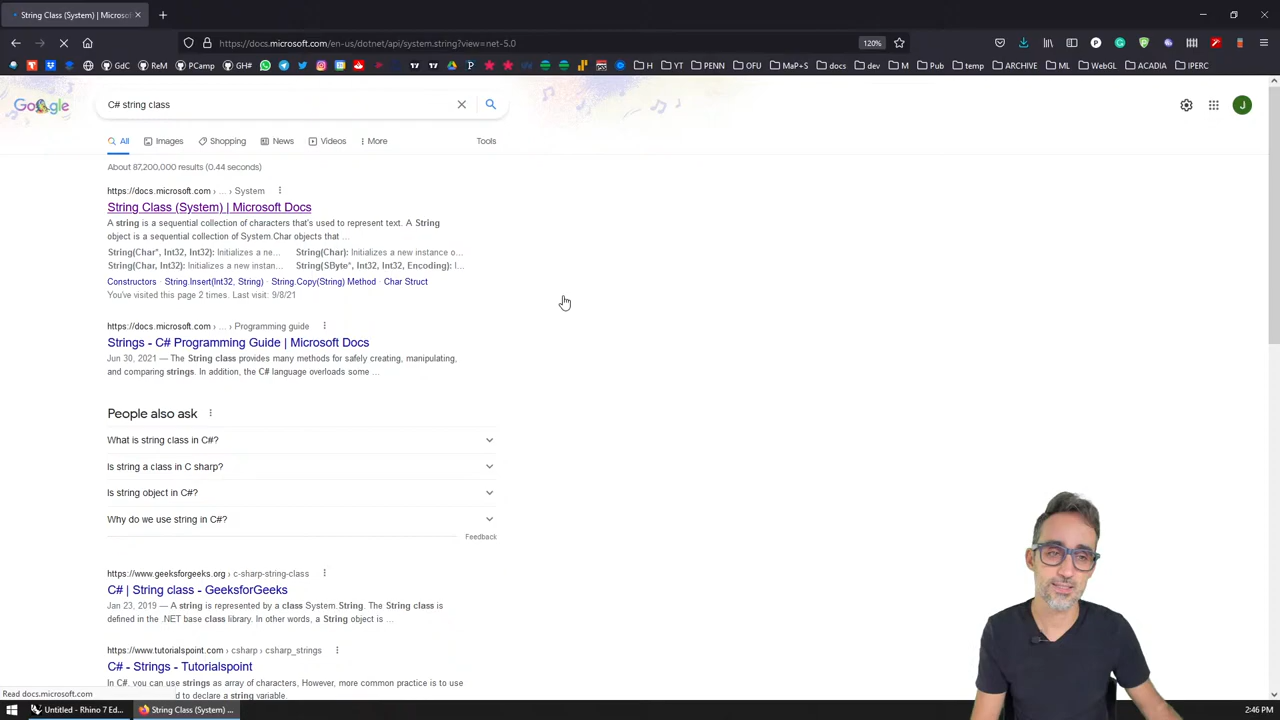 String Class (System) | Microsof
https://docs.microsoft.com/en-us/dotnet/api/system.string?view=net-5.0
120%
GdC
RM
PCamp
GH#
H
YT
PENN
OFU
MaP+S
docs
dev
M
Pub
temp
ARCHIVE
ML
WebGL
ACADIA
IPERC
Google
C# string class
J
All
Images
Shopping
News
Videos
More
Tools
About 87,200,000 results (0.44 seconds)
https://docs.microsoft.com › ... › System
String Class (System) | Microsoft Docs
A string is a sequential collection of characters that's used to represent text. A String
object is a sequential collection of System.Char objects that ...
String(Char*, Int32, Int32): Initializes a ne... String(Char): Initializes a new instance o...
String(Char, Int32): Initializes a new instan... String(SByte*, Int32, Int32, Encoding): I...
Constructors · String.Insert(Int32, String) · String.Copy(String) Method · Char Struct
You've visited this page 2 times. Last visit: 9/8/21
https://docs.microsoft.com › ... › Programming guide
Strings - C# Programming Guide | Microsoft Docs
Jun 30, 2021 — The String class provides many methods for safely creating, manipulating,
and comparing strings. In addition, the C# language overloads some ...
People also ask
What is string class in C#?
Is string a class in C sharp?
Is string object in C#?
Why do we use string in C#?
Feedback
https://www.geeksforgeeks.org › c-sharp-string-class
C# | String class - GeeksforGeeks
Jan 23, 2019 — A string is represented by a class System.String. The String class is
defined in the .NET base class library. In other words, a String object is ...
https://www.tutorialspoint.com › csharp › csharp_strings
C# - Strings - Tutorialspoint
In C#, you can use strings as array of characters, However, more common practice is to use
d to declare a string variable.
Read docs.microsoft.com
Untitled - Rhino 7 Ed...
String Class (System) ...
2:46 PM